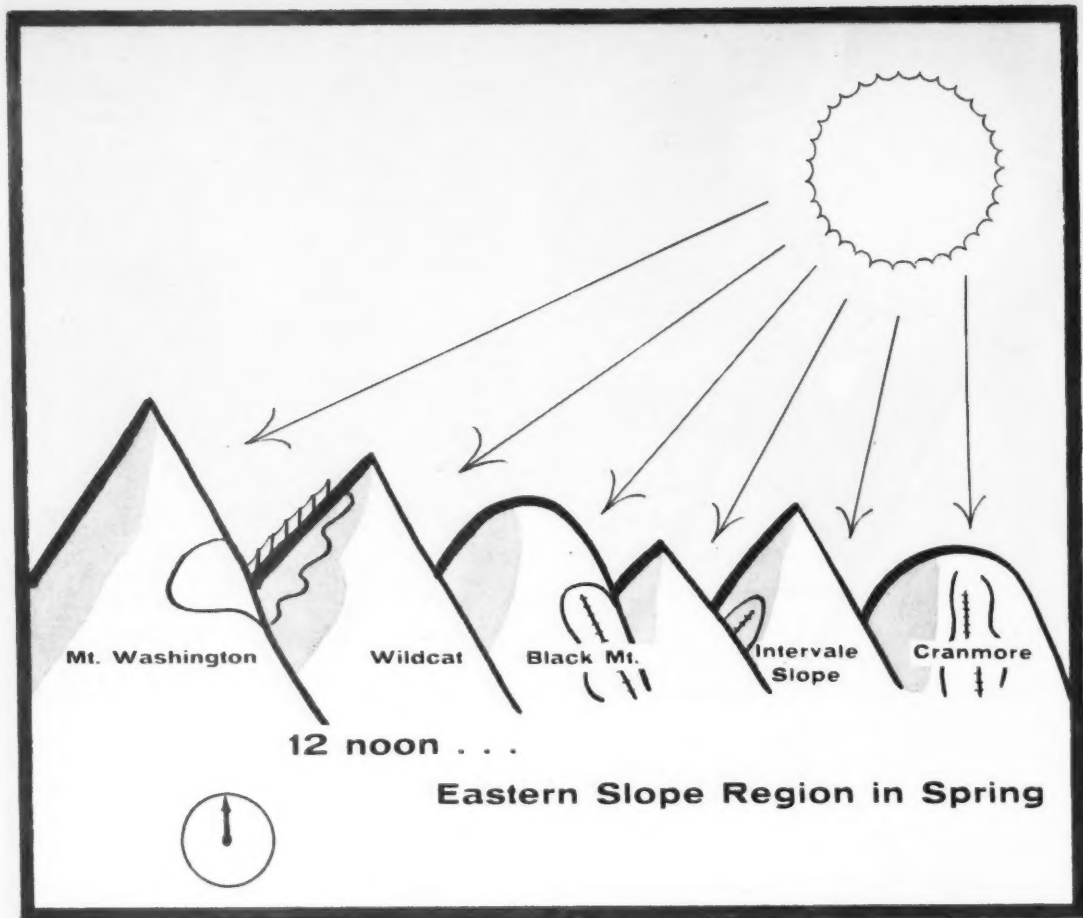 Mt. Washington
Wildcat
Black Mt.
Intervale
Slope
Cranmore
12 noon . . .
Eastern Slope Region in Spring